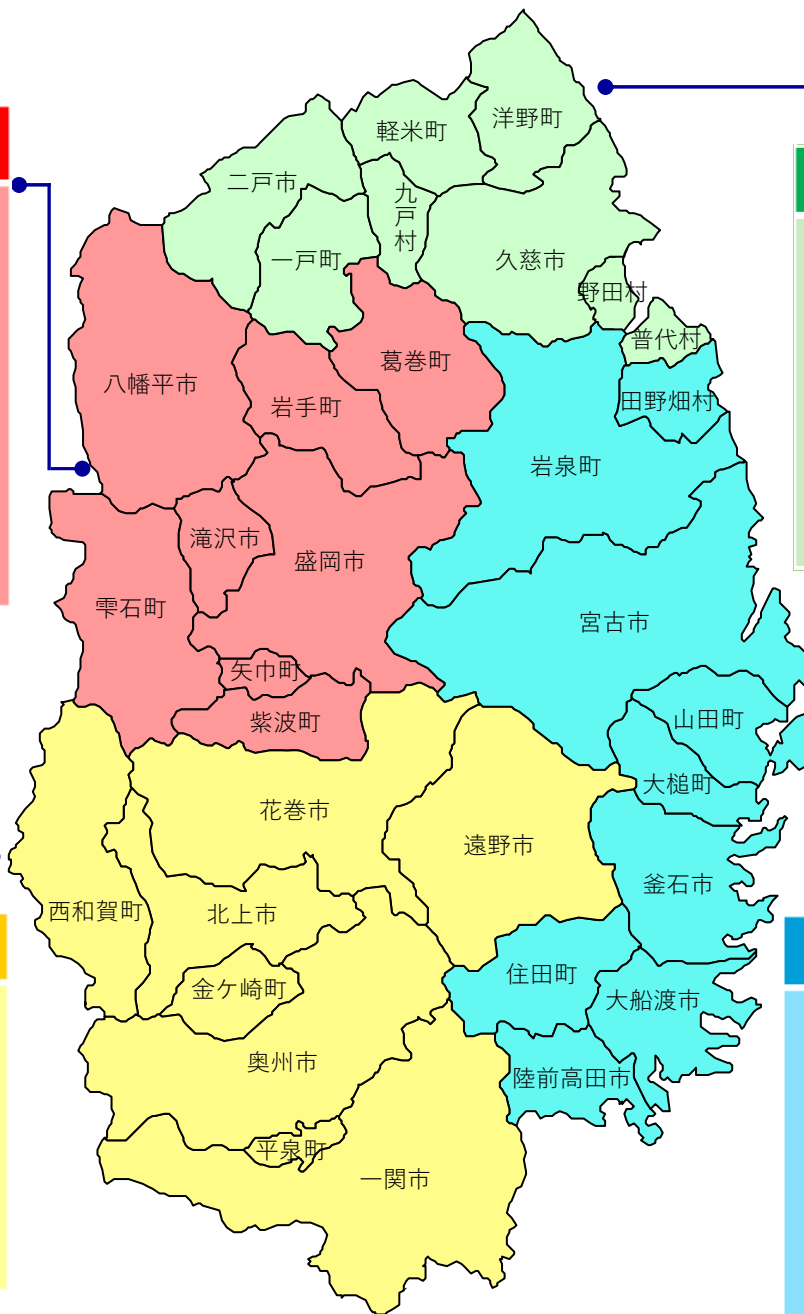 洋野町
軽米町
二戸市
九戸村
一戸町
久慈市
野田村
普代村
葛巻町
八幡平市
岩手町
田野畑村
岩泉町
滝沢市
盛岡市
雫石町
宮古市
矢巾町
紫波町
山田町
大槌町
花巻市
遠野市
釜石市
西和賀町
北上市
住田町
金ケ崎町
大船渡市
奥州市
陸前高田市
平泉町
一関市